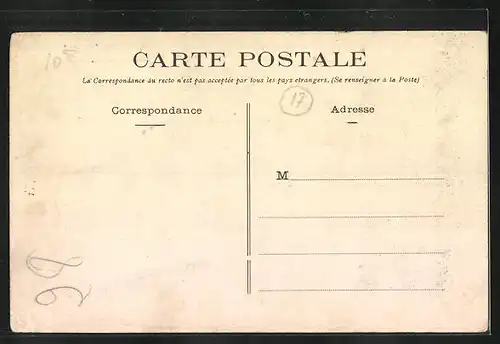 CARTE POSTALE
La Correspondance au recto n'est pas acceptée par tous les pays etrangers. (Se renseigner à la Poste)
17
Correspondance
Adresse
M